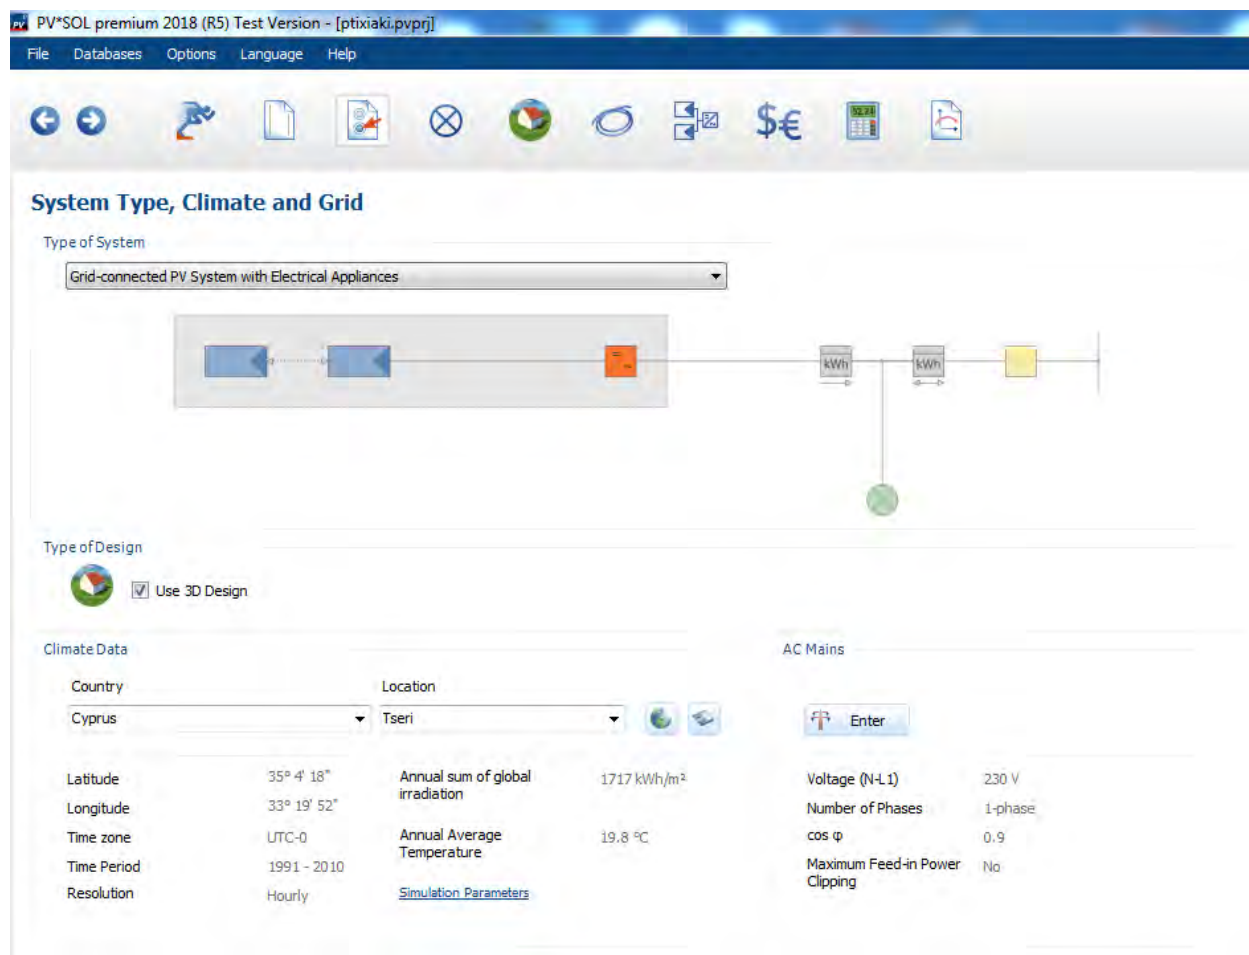 PV*SOL premium 2018 (R5) Test Version - [ptixiaki.pvprj]
File Databases Options Language Help
$€
System Type, Climate and Grid
Type of System
Grid-connected PV System with Electrical Appliances
kWh kWh
Type of Design
Use 3D Design
Climate Data
AC Mains
Country Location
Cyprus Tseri
Enter
Latitude 35° 4' 18" Annual sum of global irradiation 1717 kWh/m² Voltage (N-L1) 230 V
Longitude 33° 19' 52" Number of Phases 1-phase
Time zone UTC-0 Annual Average Temperature 19.8 °C cos φ 0.9
Time Period 1991 - 2010 Maximum Feed-in Power Clipping No
Resolution Hourly Simulation Parameters